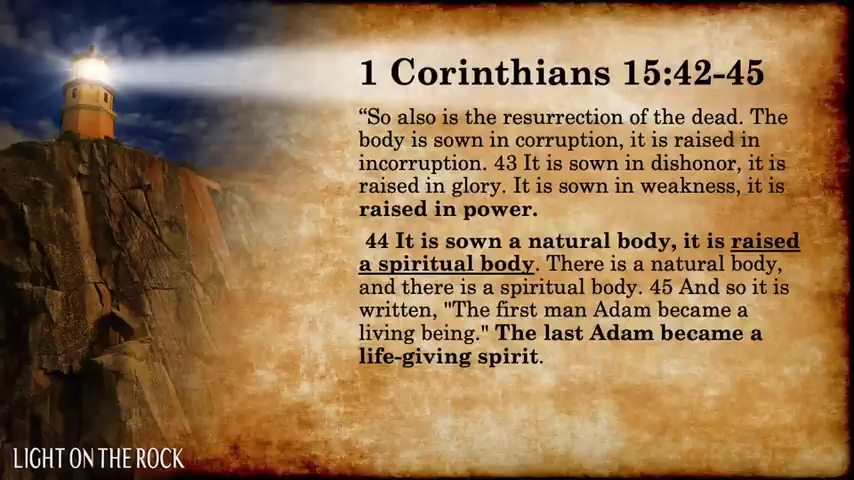 1 Corinthians 15:42-45
“So also is the resurrection of the dead. The
body is sown in corruption, it is raised in
incorruption. 43 It is sown in dishonor, it is
raised in glory. It is sown in weakness, it is
raised in power.
44 It is sown a natural body, it is raised
a spiritual body. There is a natural body,
and there is a spiritual body. 45 And so it is
written, "The first man Adam became a
living being." The last Adam became a
life-giving spirit.
LIGHT ON THE ROCK